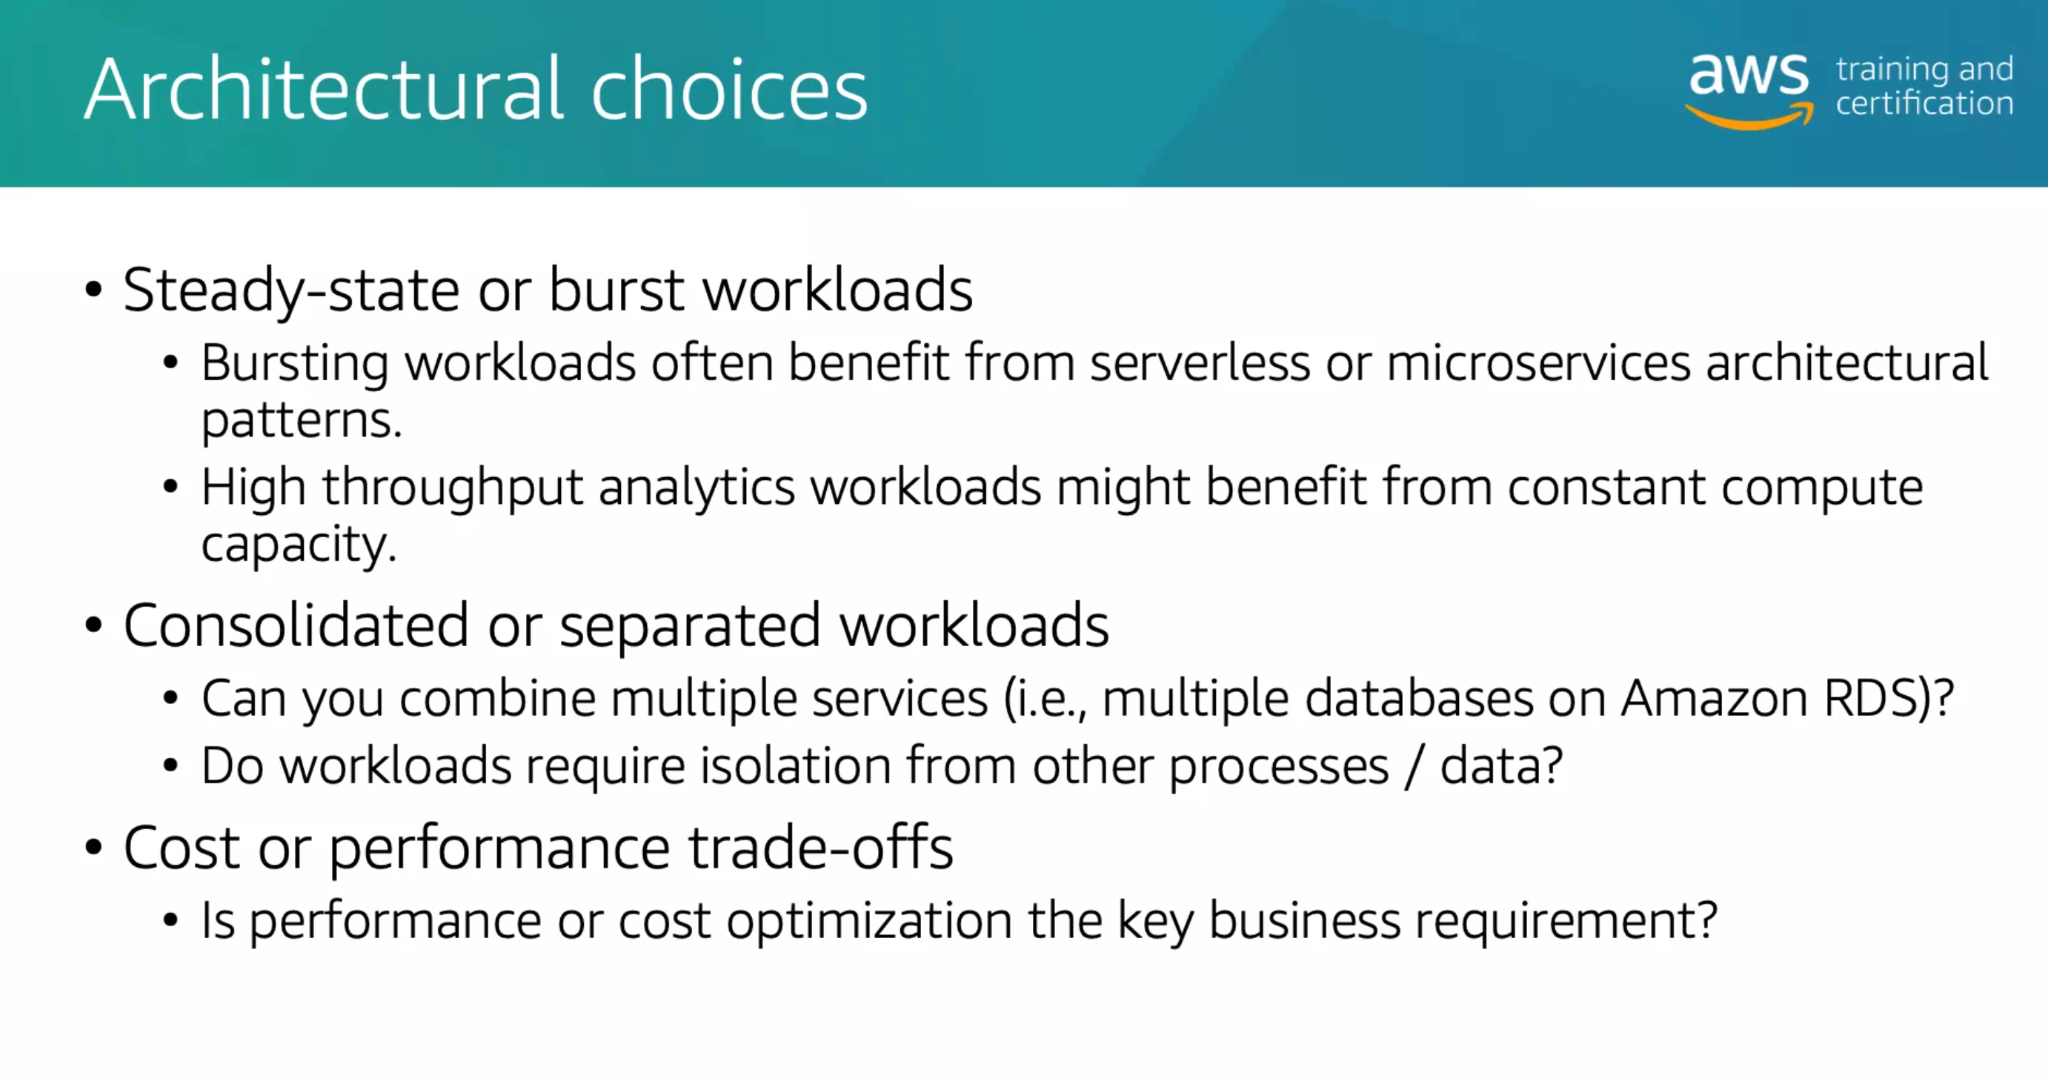 Architectural choices
aws
training and
certification
• Steady-state or burst workloads
• Bursting workloads often benefit from serverless or microservices architectural
patterns.
• High throughput analytics workloads might benefit from constant compute
capacity.
• Consolidated or separated workloads
• Can you combine multiple services (i.e., multiple databases on Amazon RDS)?
• Do workloads require isolation from other processes / data?
• Cost or performance trade-offs
• Is performance or cost optimization the key business requirement?